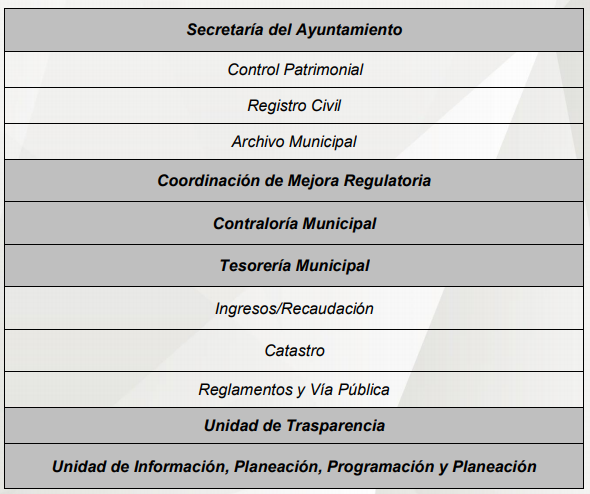 Secretaría del Ayuntamiento
Control Patrimonial
Registro Civil
Archivo Municipal
Coordinación de Mejora Regulatoria
Contraloría Municipal
Tesorería Municipal
Ingresos/Recaudación
Catastro
Reglamentos y Vía Pública
Unidad de Trasparencia
Unidad de Información, Planeación, Programación y Planeación